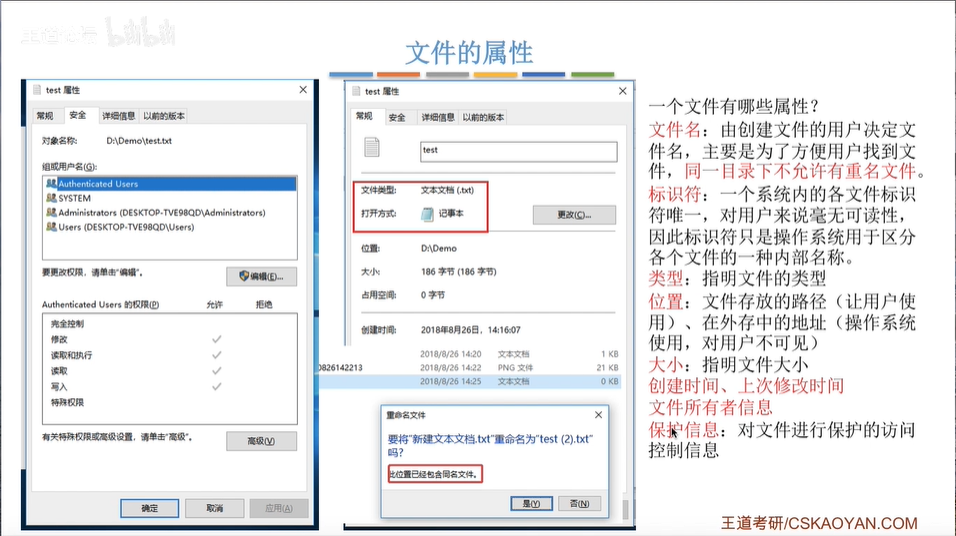 王道考研 bilibili
文件的属性
test 属性
常规 安全 详细信息 以前的版本
对象名称: D:\Demo\test.txt
组或用户名(G):
Authenticated Users
SYSTEM
Administrators (DESKTOP-TVE98QD\Administrators)
Users (DESKTOP-TVE98QD\Users)
要更改权限，请单击"编辑"。
编辑(E)...
Authenticated Users 的权限(P) 允许 拒绝
完全控制
修改
读取和执行
读取
写入
特殊权限
有关特殊权限或高级设置，请单击"高级"。
高级(V)
确定 取消 应用(A)
test 属性
常规 安全 详细信息 以前的版本
test
文件类型: 文本文档 (.txt)
打开方式: 记事本
更改(C)...
位置: D:\Demo
大小: 186 字节 (186 字节)
占用空间: 0 字节
创建时间: 2018年8月26日，14:16:07
2018/8/26 14:20 文本文档 1 KB
0826142213 2018/8/26 14:22 PNG 文件 21 KB
2018/8/26 14:25 文本文档 0 KB
重命名文件
要将"新建文本文档.txt"重命名为"test (2).txt"
吗?
此位置已经包含同名文件。
是(Y) 否(N)
一个文件有哪些属性？
文件名：由创建文件的用户决定文
件名，主要是为了方便用户找到文
件，同一目录下不允许有重名文件。
标识符：一个系统内的各文件标识
符唯一，对用户来说毫无可读性，
因此标识符只是操作系统用于区分
各个文件的一种内部名称。
类型：指明文件的类型
位置：文件存放的路径（让用户使
用）、在外存中的地址（操作系统
使用，对用户不可见）
大小：指明文件大小
创建时间、上次修改时间
文件所有者信息
保护信息：对文件进行保护的访问
控制信息
王道考研/CSKAOYAN.COM